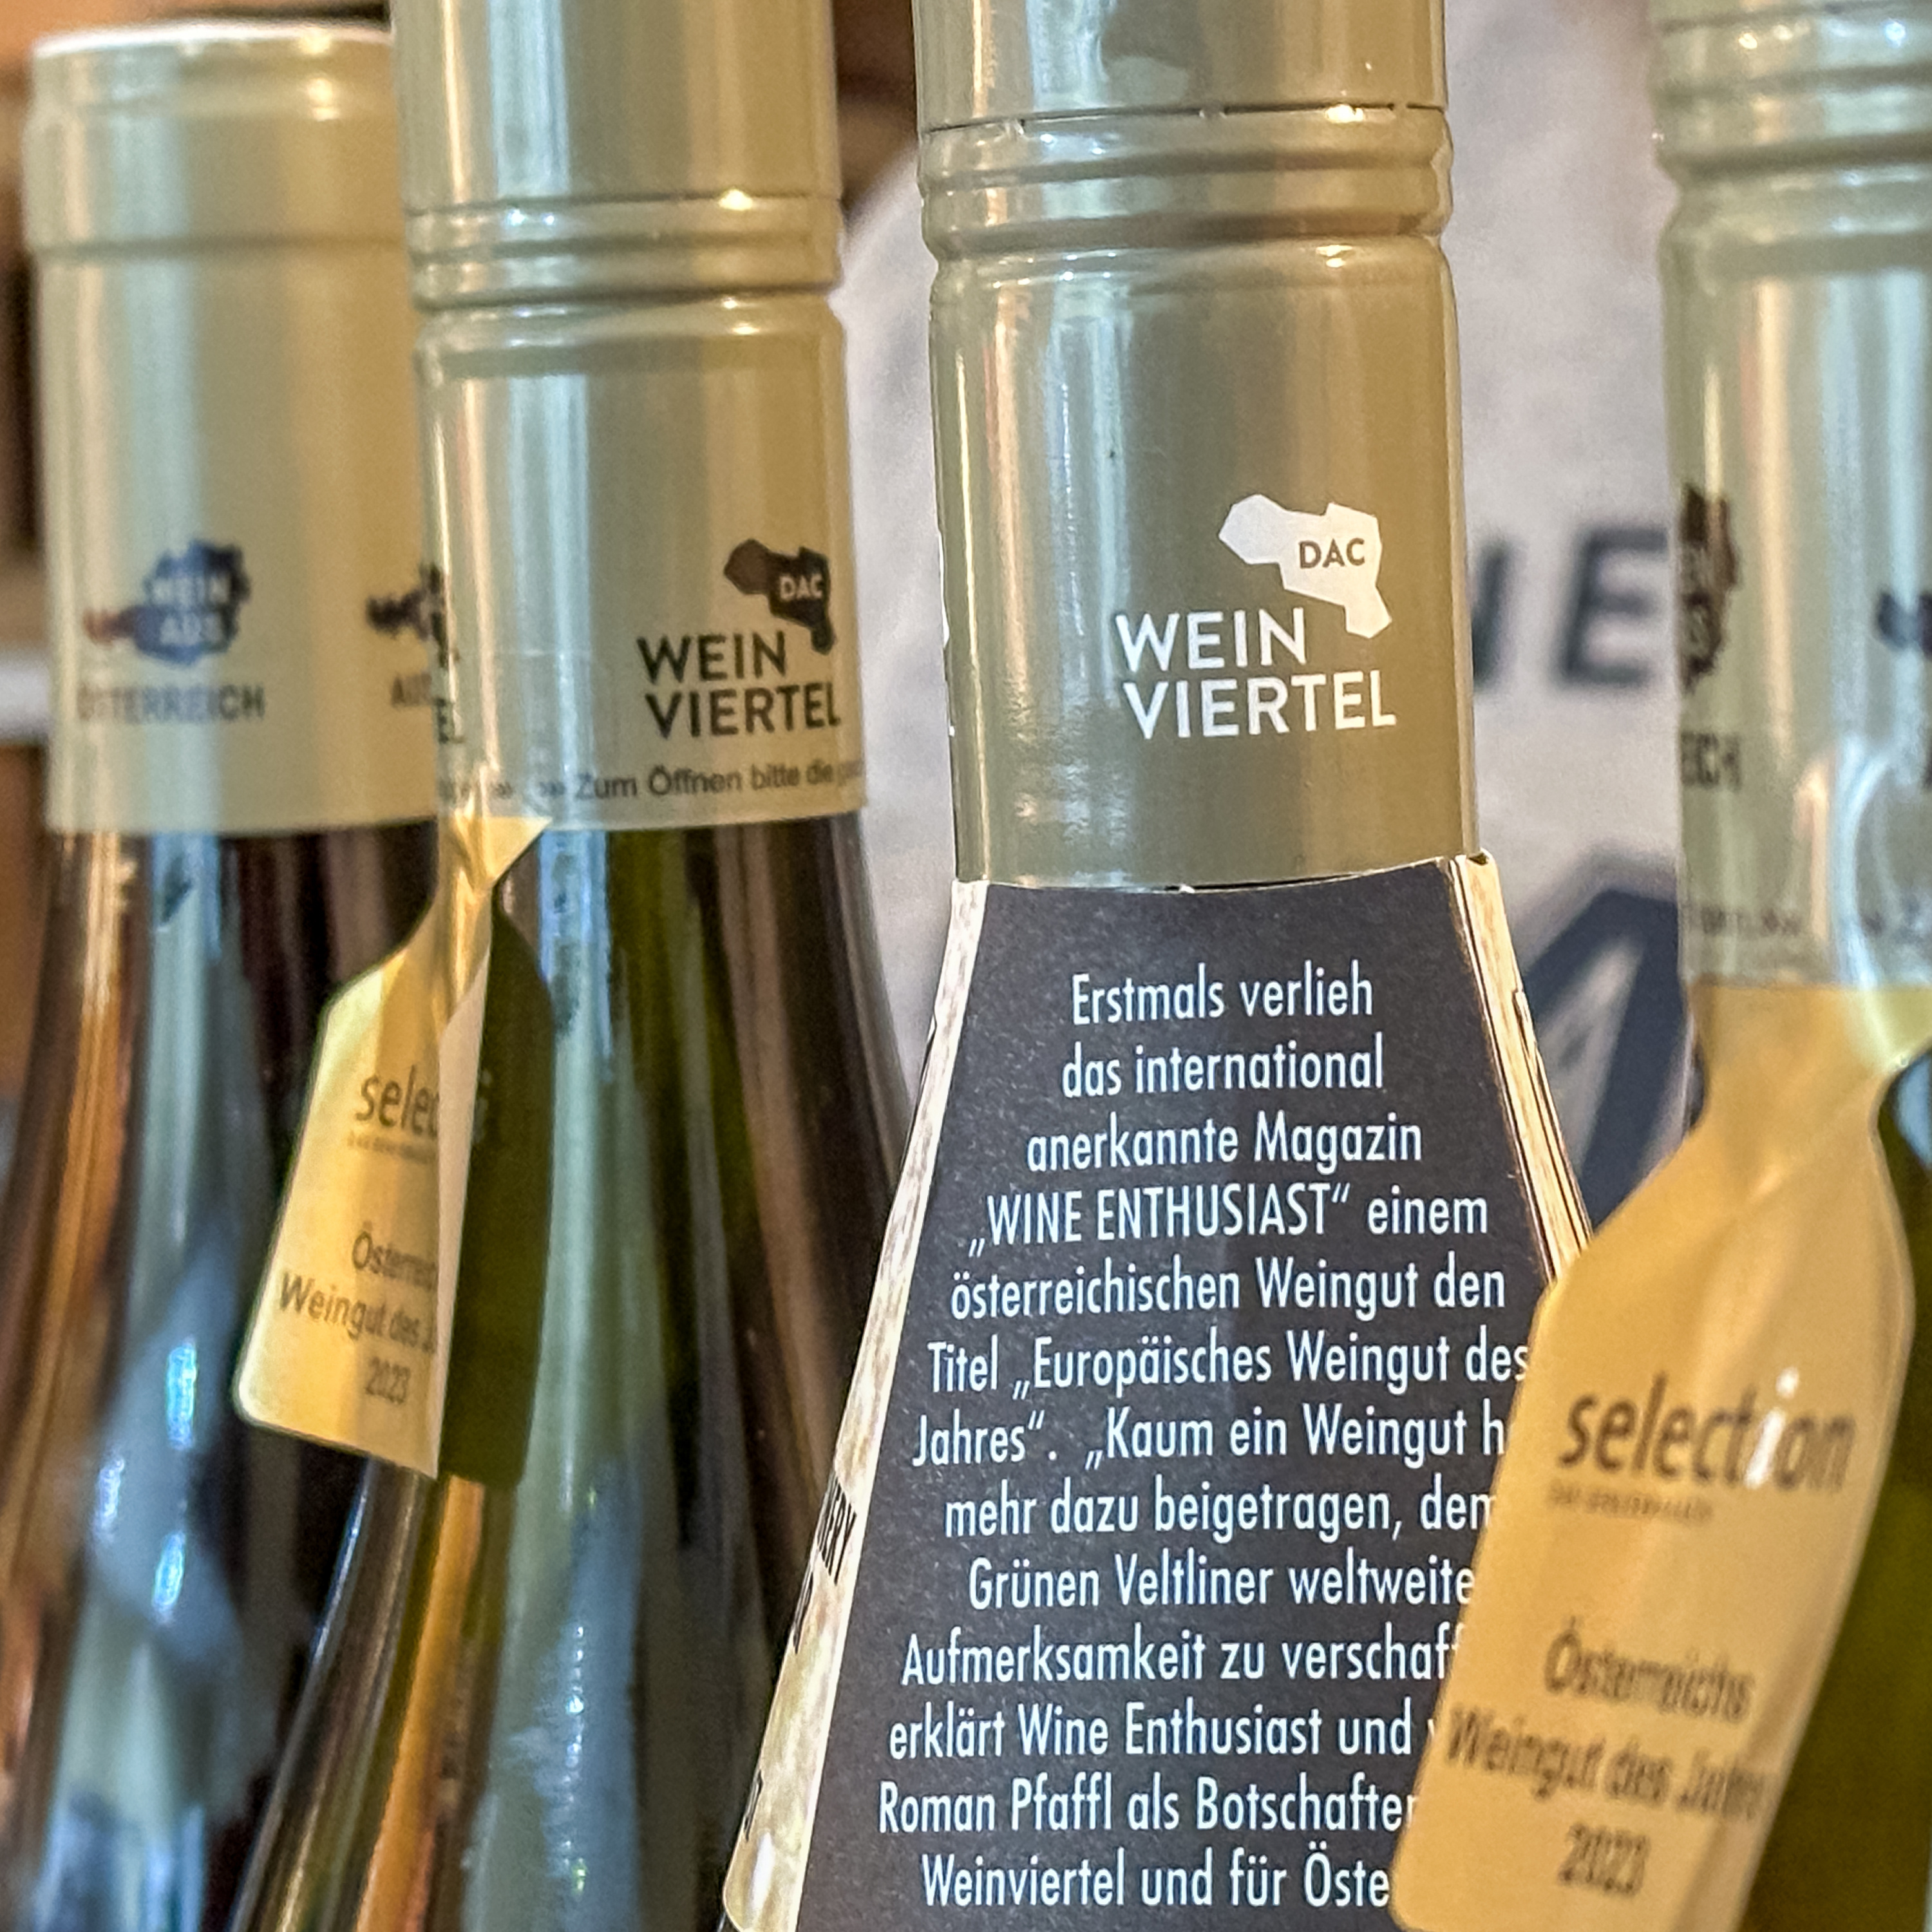 WEIN
AUS
ÖSTERREICH
DAC
WEIN
VIERTEL
Zum Öffnen bitte die
selec
Weingut des
2023
DAC
WEIN
VIERTEL
Erstmals verlieh
das international
anerkannte Magazin
„WINE ENTHUSIAST“ einem
österreichischen Weingut den
Titel „Europäisches Weingut des
Jahres“. „Kaum ein Weingut h
mehr dazu beigetragen, dem
Grünen Veltliner weltweite
Aufmerksamkeit zu verschaff
erklärt Wine Enthusiast und
Roman Pfaffl als Botschafter
Weinviertel und für Öste
selection
Österreichs
Weingut des Jahres
2023